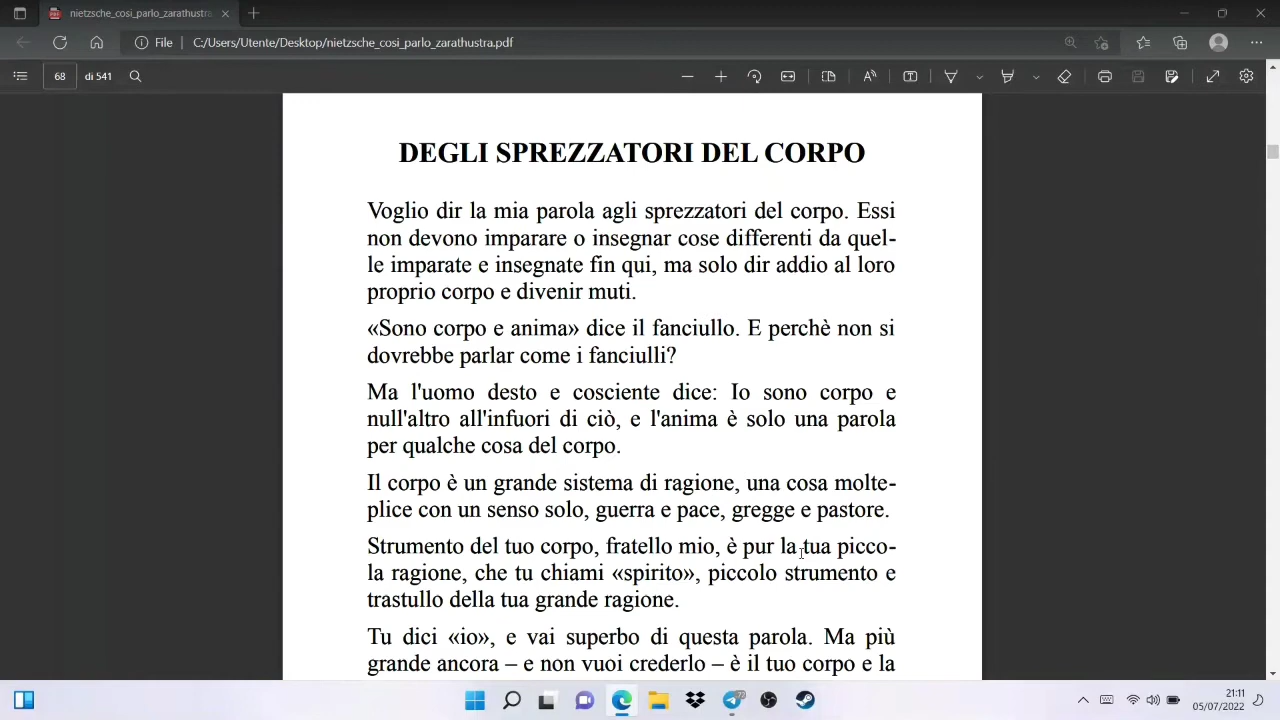 nietzsche_cosi_parlo_zarathustra
File
C:/Users/Utente/Desktop/nietzsche_cosi_parlo_zarathustra.pdf
68 di 541
DEGLI SPREZZATORI DEL CORPO
Voglio dir la mia parola agli sprezzatori del corpo. Essi
non devono imparare o insegnar cose differenti da quel-
le imparate e insegnate fin qui, ma solo dir addio al loro
proprio corpo e divenir muti.
«Sono corpo e anima» dice il fanciullo. E perchè non si
dovrebbe parlar come i fanciulli?
Ma l'uomo desto e cosciente dice: Io sono corpo e
null'altro all'infuori di ciò, e l'anima è solo una parola
per qualche cosa del corpo.
Il corpo è un grande sistema di ragione, una cosa molte-
plice con un senso solo, guerra e pace, gregge e pastore.
Strumento del tuo corpo, fratello mio, è pur la tua picco-
la ragione, che tu chiami «spirito», piccolo strumento e
trastullo della tua grande ragione.
Tu dici «io», e vai superbo di questa parola. Ma più
grande ancora – e non vuoi crederlo – è il tuo corpo e la
21:11
05/07/2022